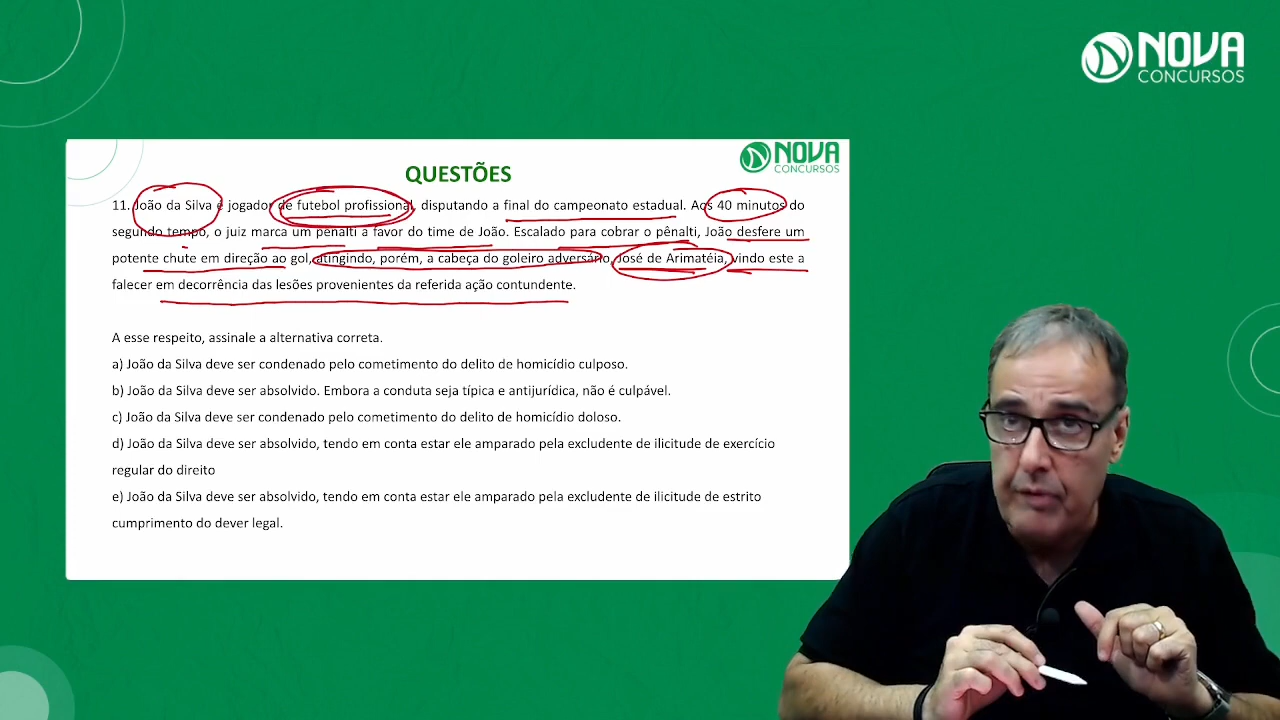 NOVA
CONCURSOS
NOVA
CONCURSOS
QUESTÕES
11. João da Silva é jogador de futebol profissional, disputando a final do campeonato estadual. Aos 40 minutos do
segundo tempo, o juiz marca um pênalti a favor do time de João. Escalado para cobrar o pênalti, João desfere um
potente chute em direção ao gol, atingindo, porém, a cabeça do goleiro adversário, José de Arimatéia, vindo este a
falecer em decorrência das lesões provenientes da referida ação contundente.
A esse respeito, assinale a alternativa correta.
a) João da Silva deve ser condenado pelo cometimento do delito de homicídio culposo.
b) João da Silva deve ser absolvido. Embora a conduta seja típica e antijurídica, não é culpável.
c) João da Silva deve ser condenado pelo cometimento do delito de homicídio doloso.
d) João da Silva deve ser absolvido, tendo em conta estar ele amparado pela excludente de ilicitude de exercício
regular do direito
e) João da Silva deve ser absolvido, tendo em conta estar ele amparado pela excludente de ilicitude de estrito
cumprimento do dever legal.